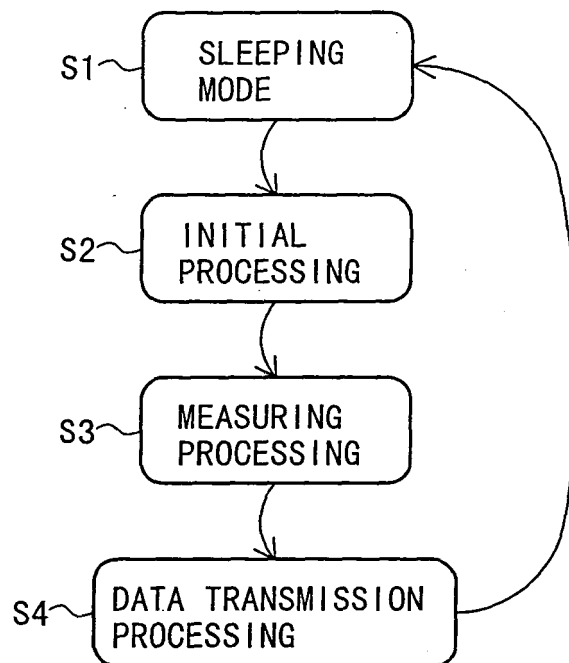 S1
SLEEPING
MODE
S2
INITIAL
PROCESSING
S3
MEASURING
PROCESSING
S4
DATA TRANSMISSION
PROCESSING